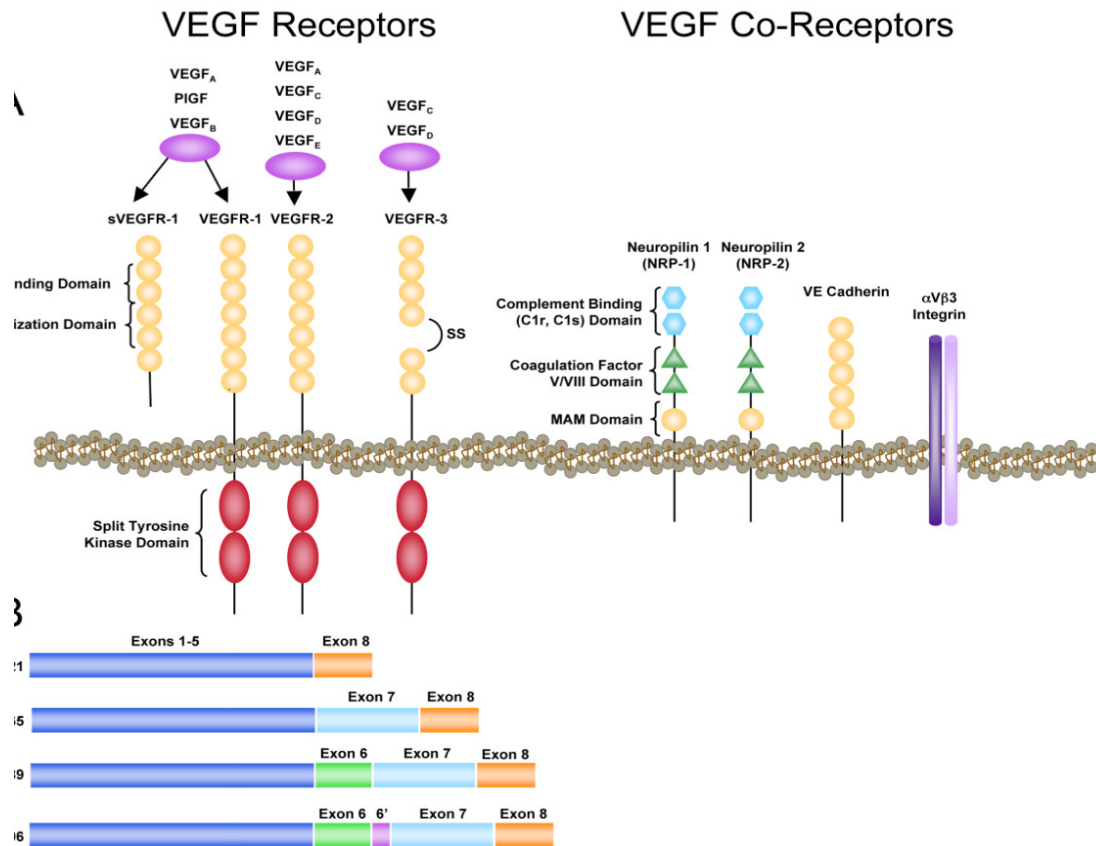 VEGF Receptors
VEGF Co-Receptors
A
VEGFA
PlGF
VEGFB
VEGFA
VEGFC
VEGFD
VEGFE
VEGFC
VEGFD
sVEGFR-1
VEGFR-1
VEGFR-2
VEGFR-3
nding Domain
ization Domain
SS
Split Tyrosine
Kinase Domain
Neuropilin 1
(NRP-1)
Neuropilin 2
(NRP-2)
VE Cadherin
αVβ3
Integrin
Complement Binding
(C1r, C1s) Domain
Coagulation Factor
V/VIII Domain
MAM Domain
B
Exons 1-5
Exon 8
21
Exon 7
Exon 8
65
Exon 6
Exon 7
Exon 8
89
Exon 6
6'
Exon 7
Exon 8
06